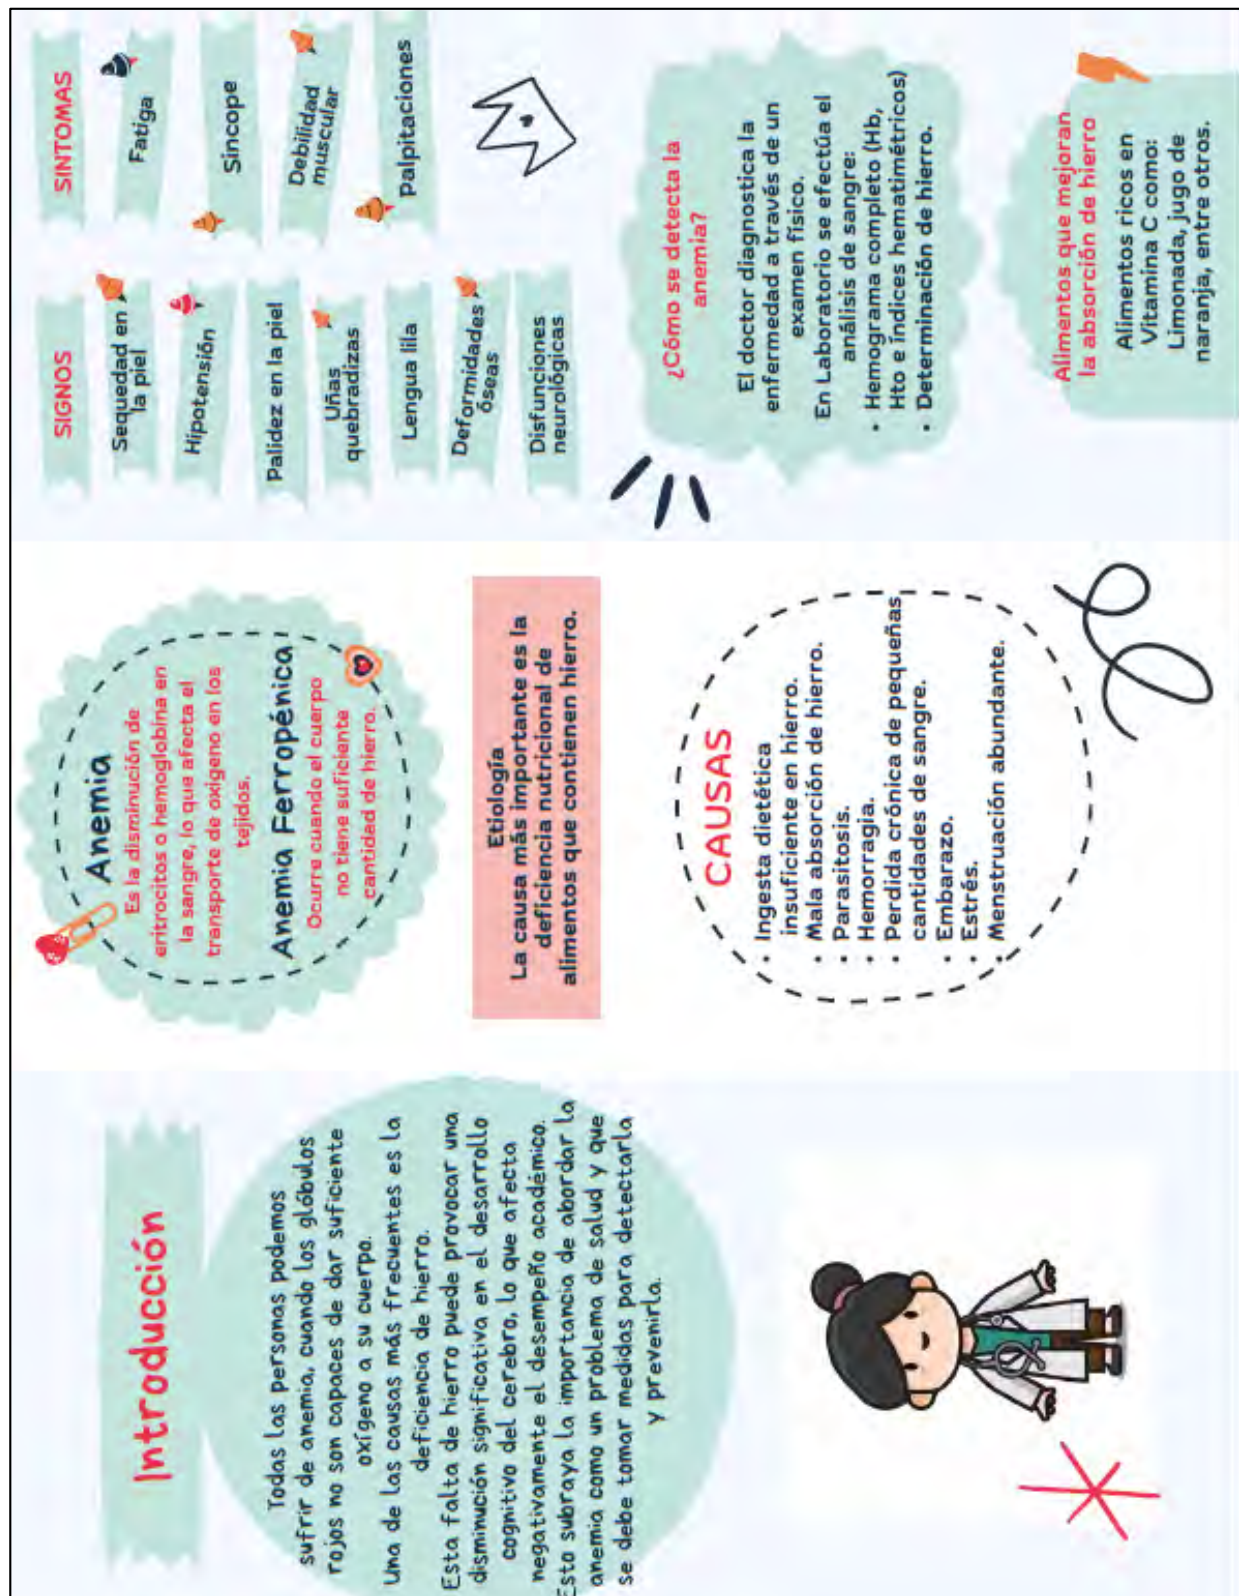 Introducción
Todas las personas podemos
sufrir de anemia, cuando los glóbulos
rojos no son capaces de dar suficiente
oxígeno a su cuerpo.
Una de las causas más frecuentes es la
deficiencia de hierro.
Esta falta de hierro puede provocar una
disminución significativa en el desarrollo
cognitivo del cerebro, lo que afecta
negativamente el desempeño académico.
Esto subraya la importancia de abordar la
anemia como un problema de salud y que
se debe tomar medidas para detectarla
y prevenirla.
Anemia
Es la disminución de
eritrocitos o hemoglobina en
la sangre, lo que afecta el
transporte de oxigeno en los
tejidos.
Anemia Ferropénica
Ocurre cuando el cuerpo
no tiene suficiente
cantidad de hierro.
Etiología
La causa más importante es la
deficiencia nutricional de
alimentos que contienen hierro.
CAUSAS
• Ingesta dietética
insuficiente en hierro.
• Mala absorción de hierro.
• Parasitosis.
• Hemorragia.
• Perdida crónica de pequeñas
cantidades de sangre.
• Embarazo.
• Estrés.
• Menstruación abundante.
SIGNOS
Sequedad en
la piel
Hipotensión
Palidez en la piel
Uñas
quebradizas
Lengua lila
Deformidades
óseas
Disfunciones
neurológicas
SINTOMAS
Fatiga
Sincope
Debilidad
muscular
Palpitaciones
¿Cómo se detecta la
anemia?
El doctor diagnostica la
enfermedad a través de un
examen físico.
En Laboratorio se efectúa el
análisis de sangre:
• Hemograma completo (Hb,
Hto e índices hematimétricos)
• Determinación de hierro.
Alimentos que mejoran
la absorción de hierro
Alimentos ricos en
Vitamina C como:
Limonada, jugo de
naranja, entre otros.